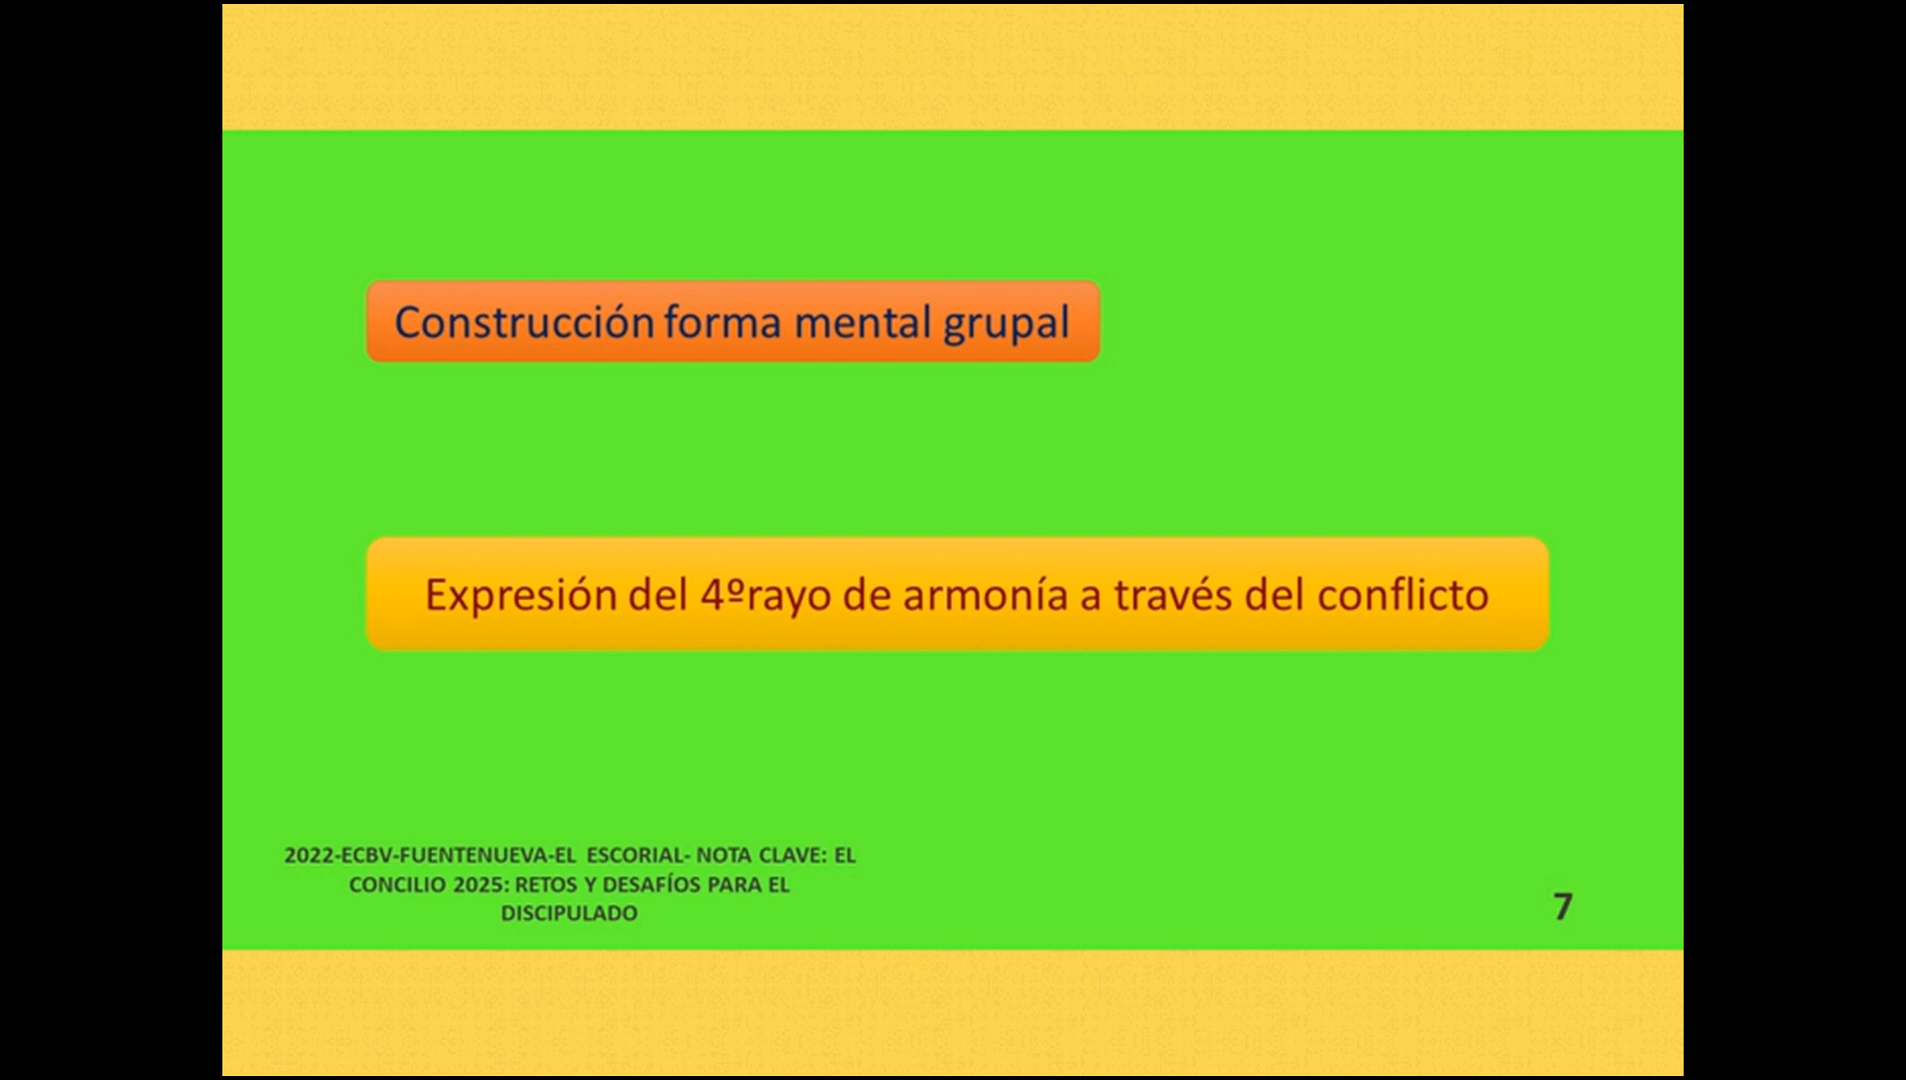 Construcción forma mental grupal
Expresión del 4ºrayo de armonía a través del conflicto
2022-ECBV-FUENTENUEVA-EL ESCORIAL- NOTA CLAVE: EL
CONCILIO 2025: RETOS Y DESAFÍOS PARA EL
DISCIPULADO
7